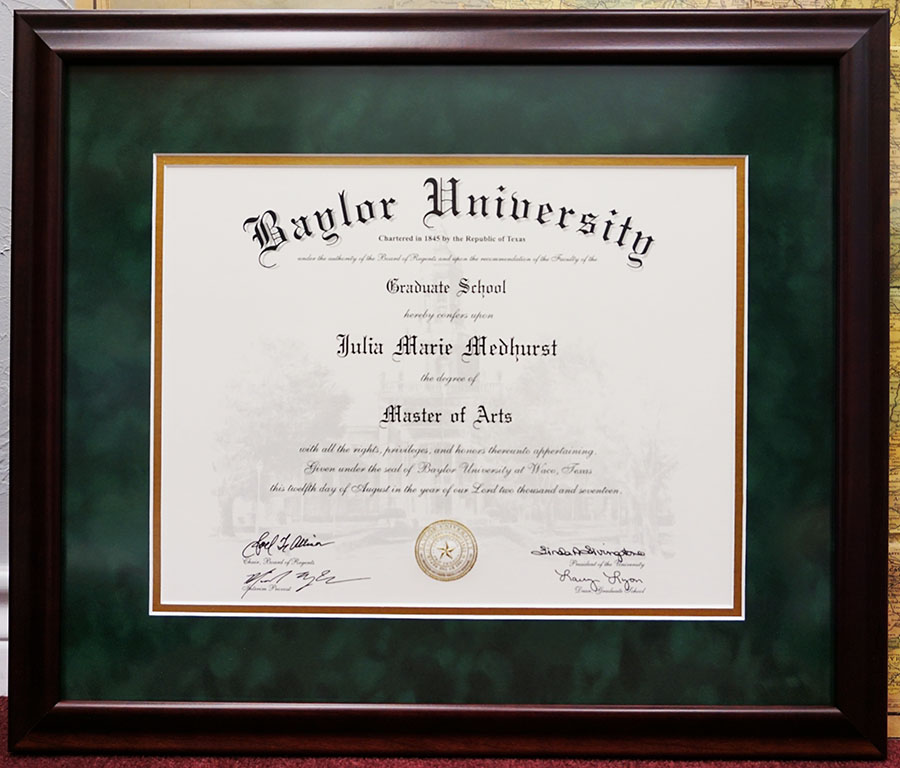 Baylor University
Chartered in 1845 by the Republic of Texas
under the authority of the Board of Regents and upon the recommendation of the Faculty of the
Graduate School
hereby confers upon
Julia Marie Medhurst
the degree of
Master of Arts
with all the rights, privileges, and honors thereunto appertaining.
Given under the seal of Baylor University at Waco, Texas
this twelfth day of August in the year of our Lord two thousand and seventeen.
Chair, Board of Regents
President of the University
Interim Provost
Dean, Graduate School